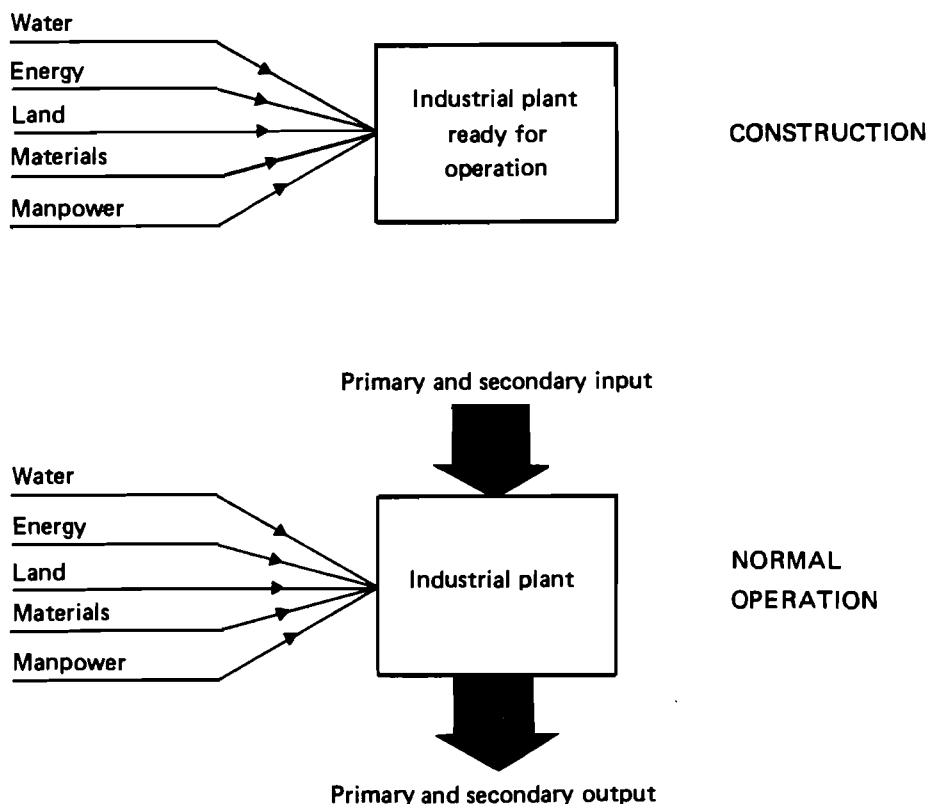 Water
Energy
Land
Materials
Manpower
Industrial plant
ready for
operation
CONSTRUCTION
Primary and secondary input
Water
Energy
Land
Materials
Manpower
Industrial plant
NORMAL
OPERATION
Primary and secondary output